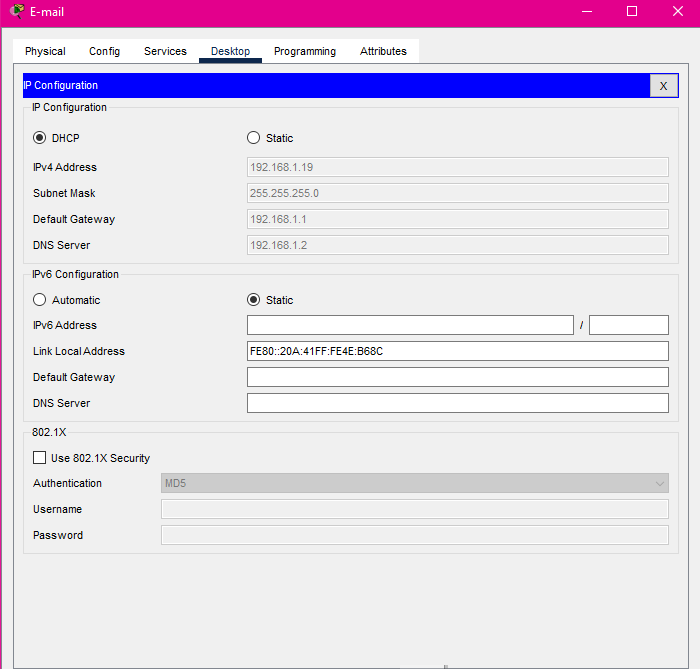 E-mail
Physical Config Services Desktop Programming Attributes
IP Configuration X
IP Configuration
DHCP Static
IPv4 Address 192.168.1.19
Subnet Mask 255.255.255.0
Default Gateway 192.168.1.1
DNS Server 192.168.1.2
IPv6 Configuration
Automatic Static
IPv6 Address /
Link Local Address FE80::20A:41FF:FE4E:B68C
Default Gateway
DNS Server
802.1X
Use 802.1X Security
Authentication MD5
Username
Password